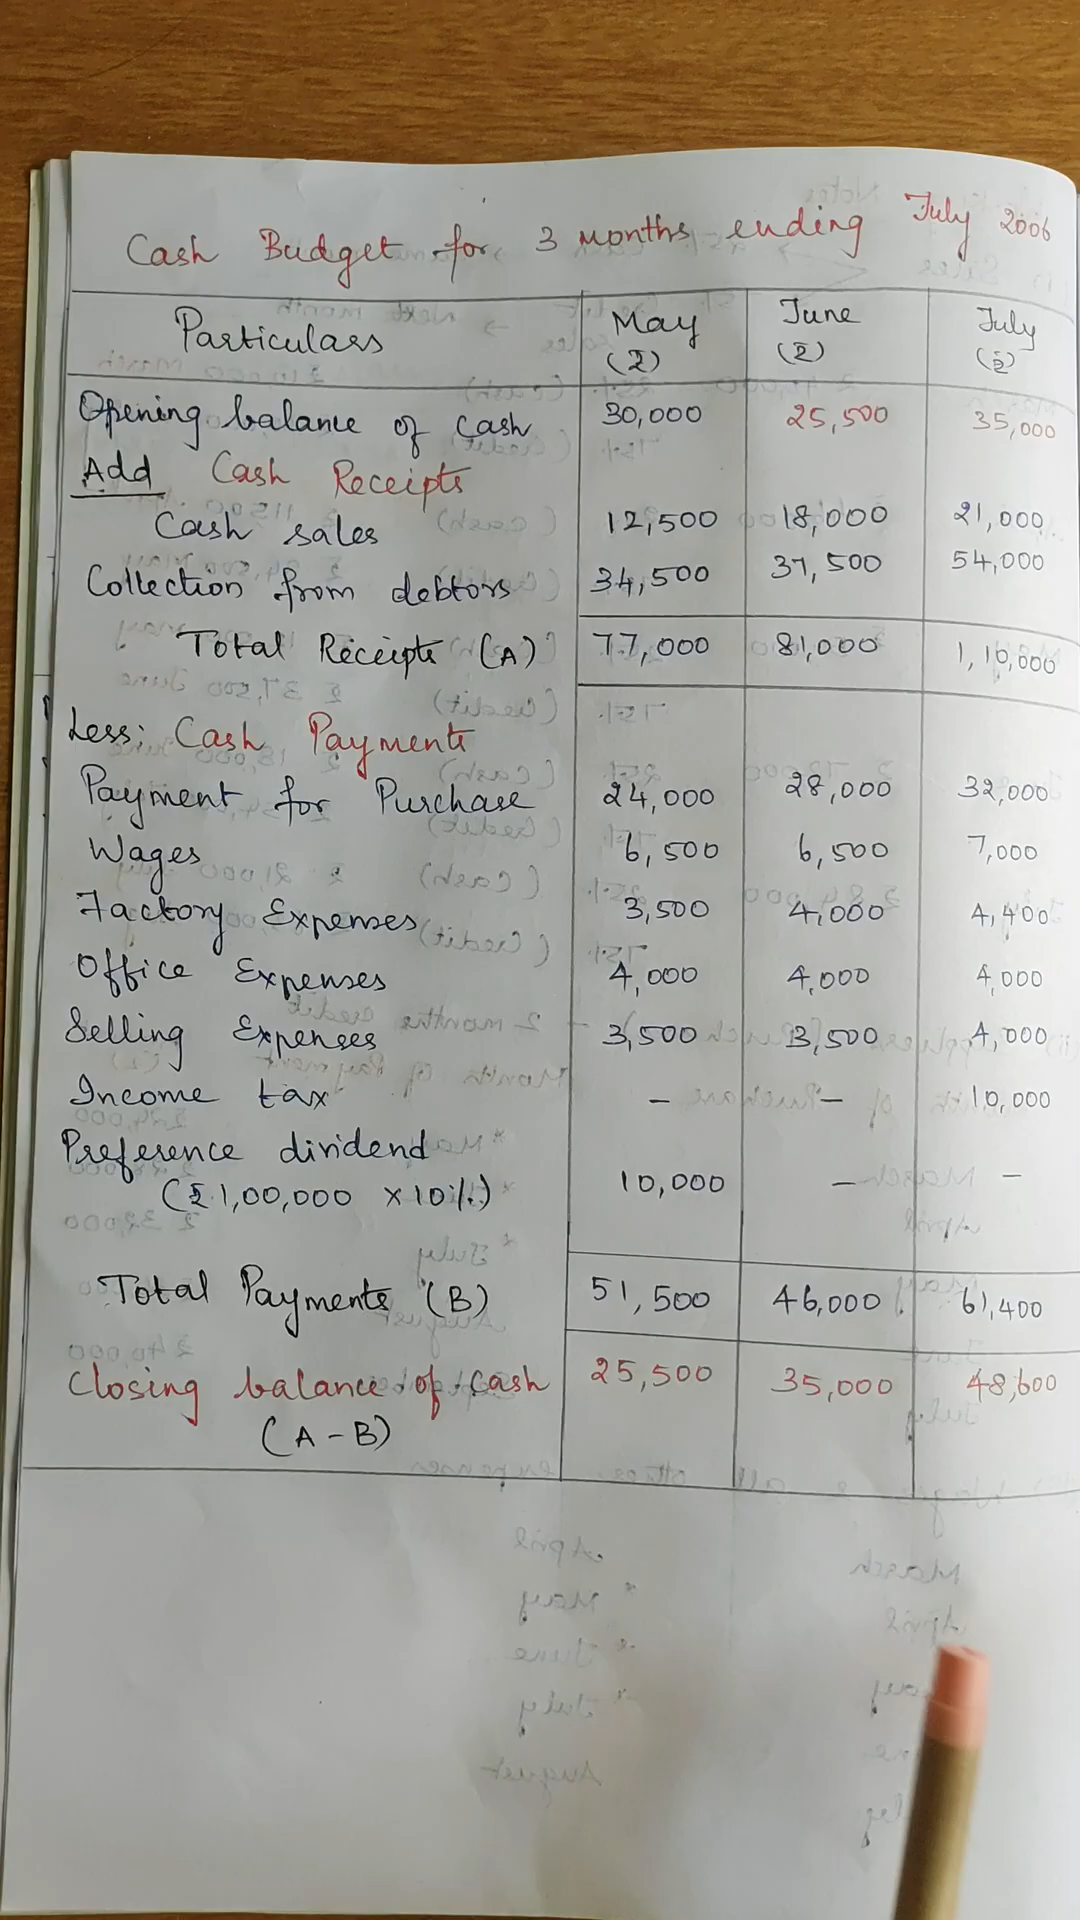 Cash Budget for 3 months ending July 2006
Particulars May (₹) June (₹) July (₹)
Opening balance of cash 30,000 25,500 35,000
Add Cash Receipts
Cash sales 12,500 18,000 21,000
Collection from debtors 34,500 37,500 54,000
Total Receipts (A) 77,000 81,000 1,10,000
Less: Cash Payments
Payment for Purchase 24,000 28,000 32,000
Wages 6,500 6,500 7,000
Factory Expenses 3,500 4,000 4,400
Office Expenses 4,000 4,000 4,000
Selling Expenses 3,500 3,500 4,000
Income tax - - 10,000
Preference dividend
(₹1,00,000 x 10%) 10,000 - -
Total Payments (B) 51,500 46,000 61,400
Closing balance of cash 25,500 35,000 48,600
(A - B)